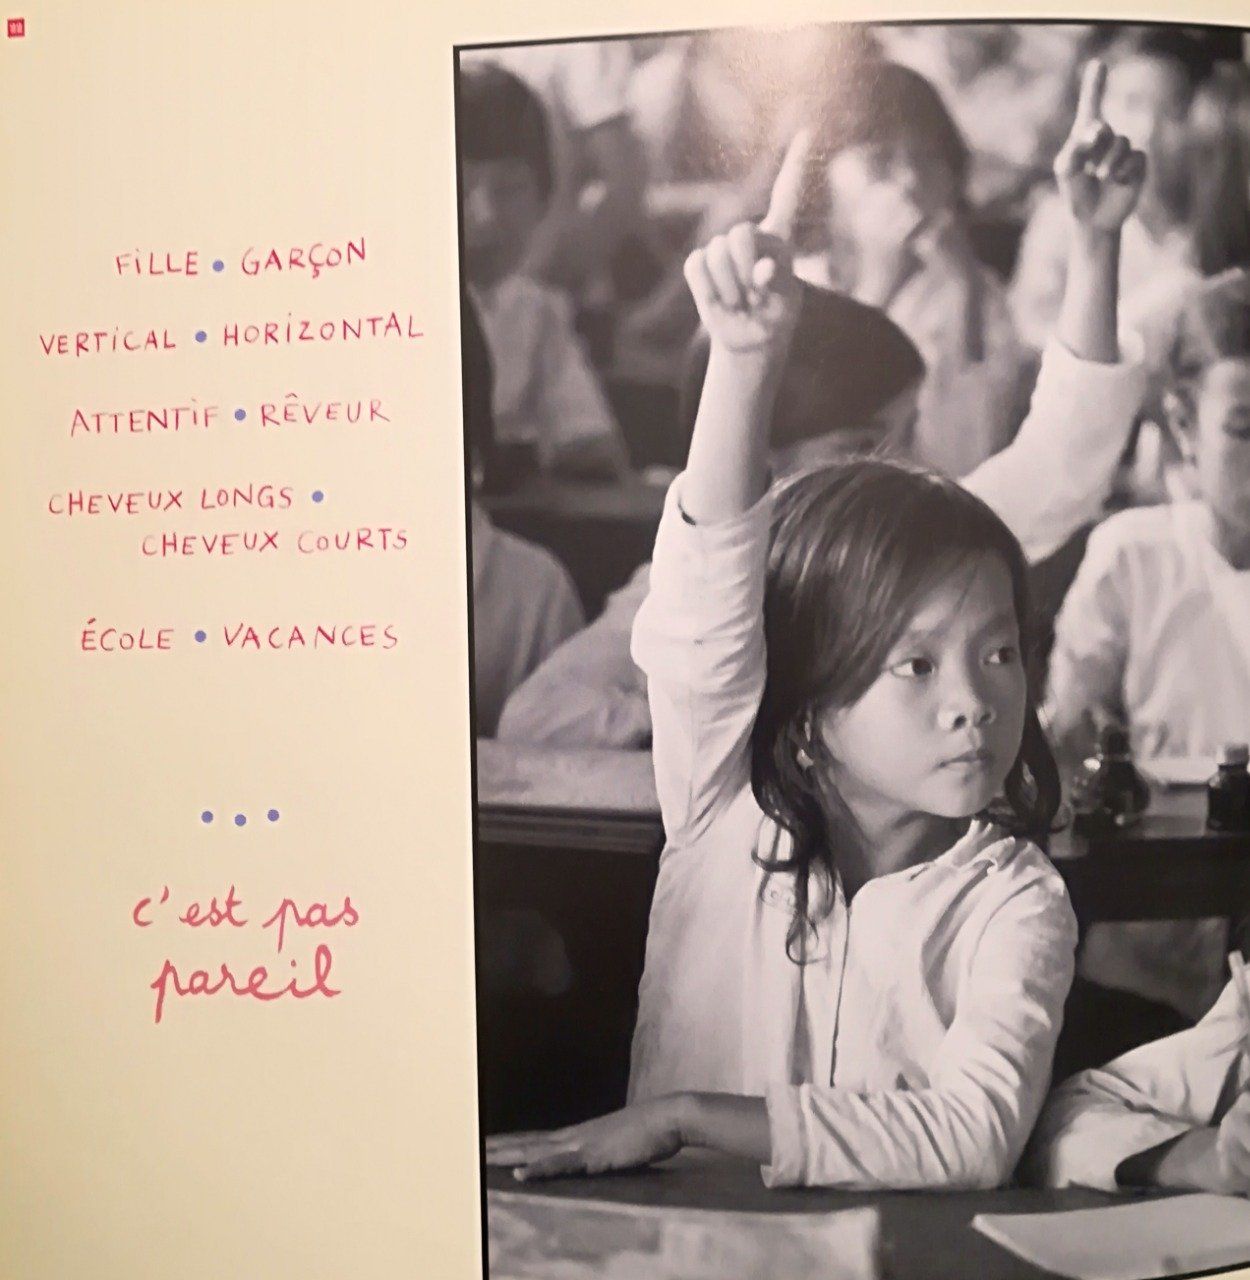 FiLLE • GARÇON
VERTiCAL • HORiZONTAL
ATTENTiF • RÊVEUR
CHEVEUX LONGS •
CHEVEUX COURTS
ÉCOLE • VACANCES
• • •
c'est pas
pareil